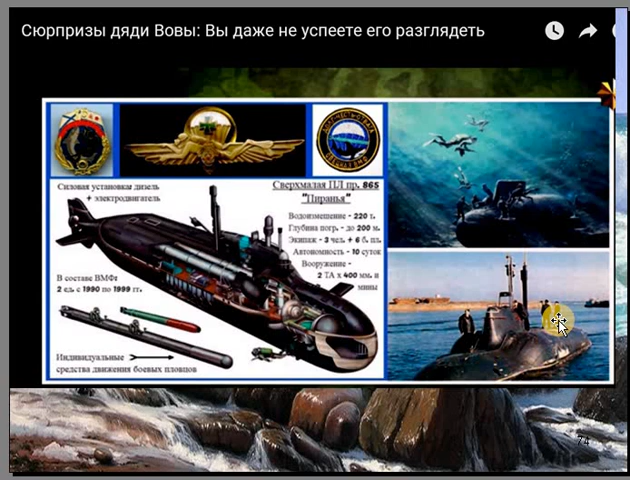 Сюрпризы дяди Вовы: Вы даже не успеете его разглядеть
Силовая установка дизель
+ электродвигатель
Сверхмалая ПЛ пр. 865
"Пиранья"
Водоизмещение - 220 т.
Глубина погр. - до 200 м.
Экипаж - 3 чел. + 6 б. пл.
Автономность - 10 суток
Вооружение -
2 ТА х 400 мм. и
мины
В составе ВМФ:
2 ед. с 1990 по 1999 гг.
Индивидуальные
средства движения боевых пловцов
74